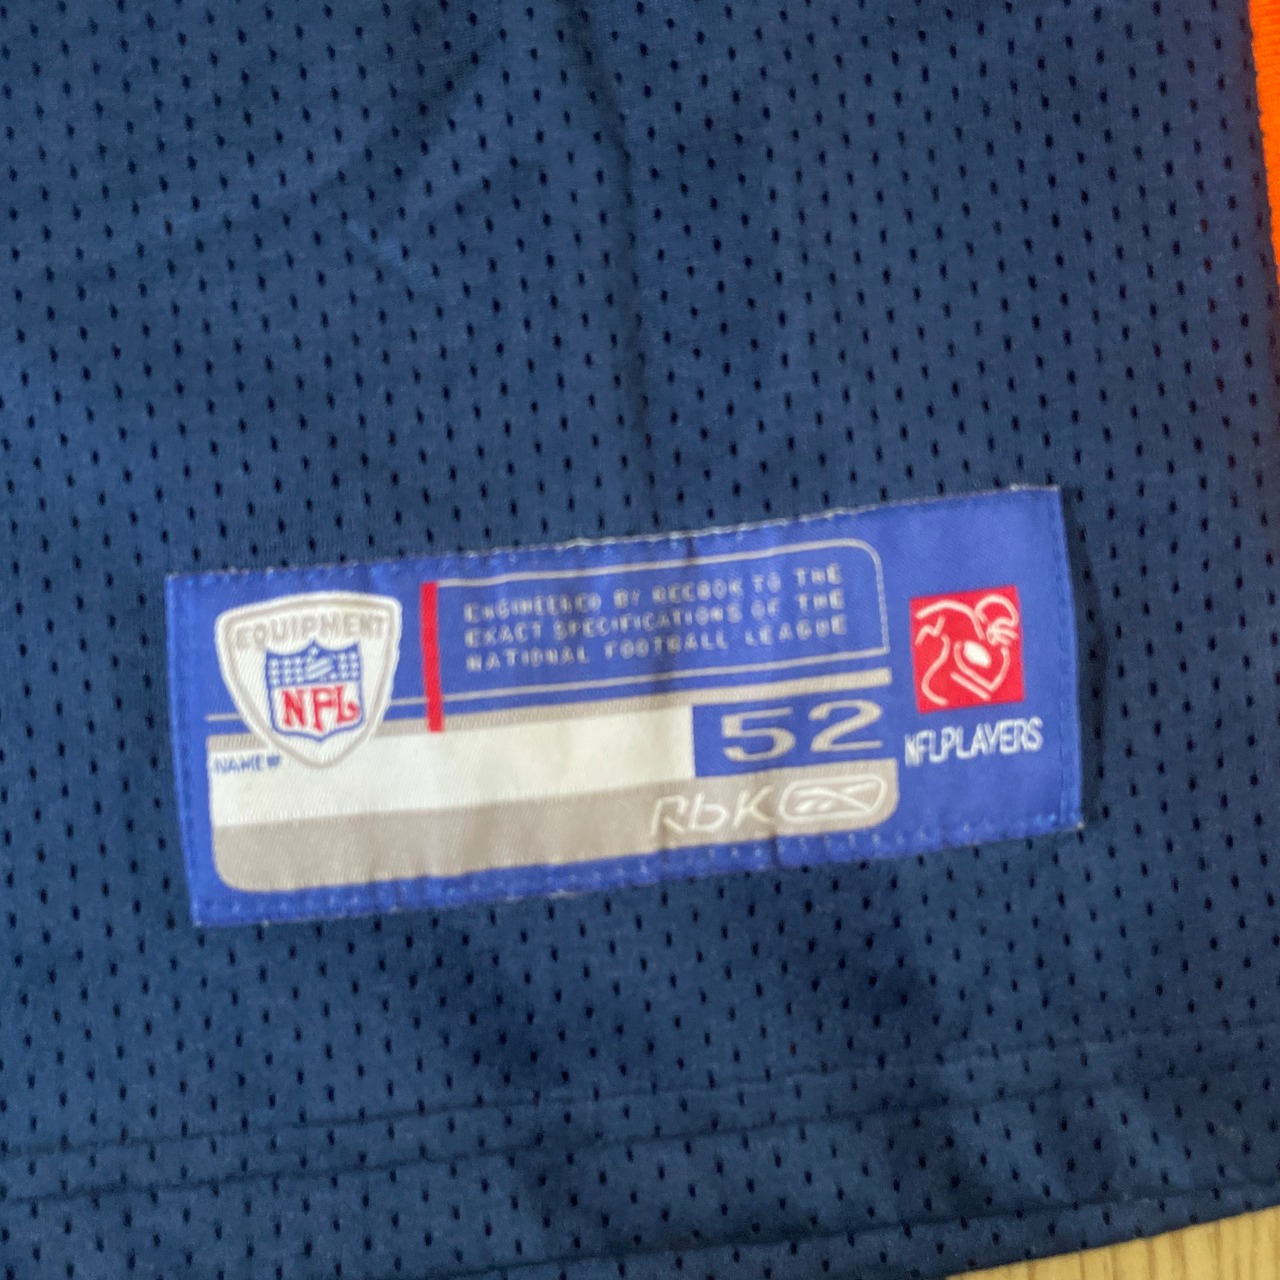 EQUIPMENT
NFL
ENGINEERED BY REEBOK TO THE
EXACT SPECIFICATIONS OF THE
NATIONAL FOOTBALL LEAGUE
NAME
52
RbK
NFLPLAYERS